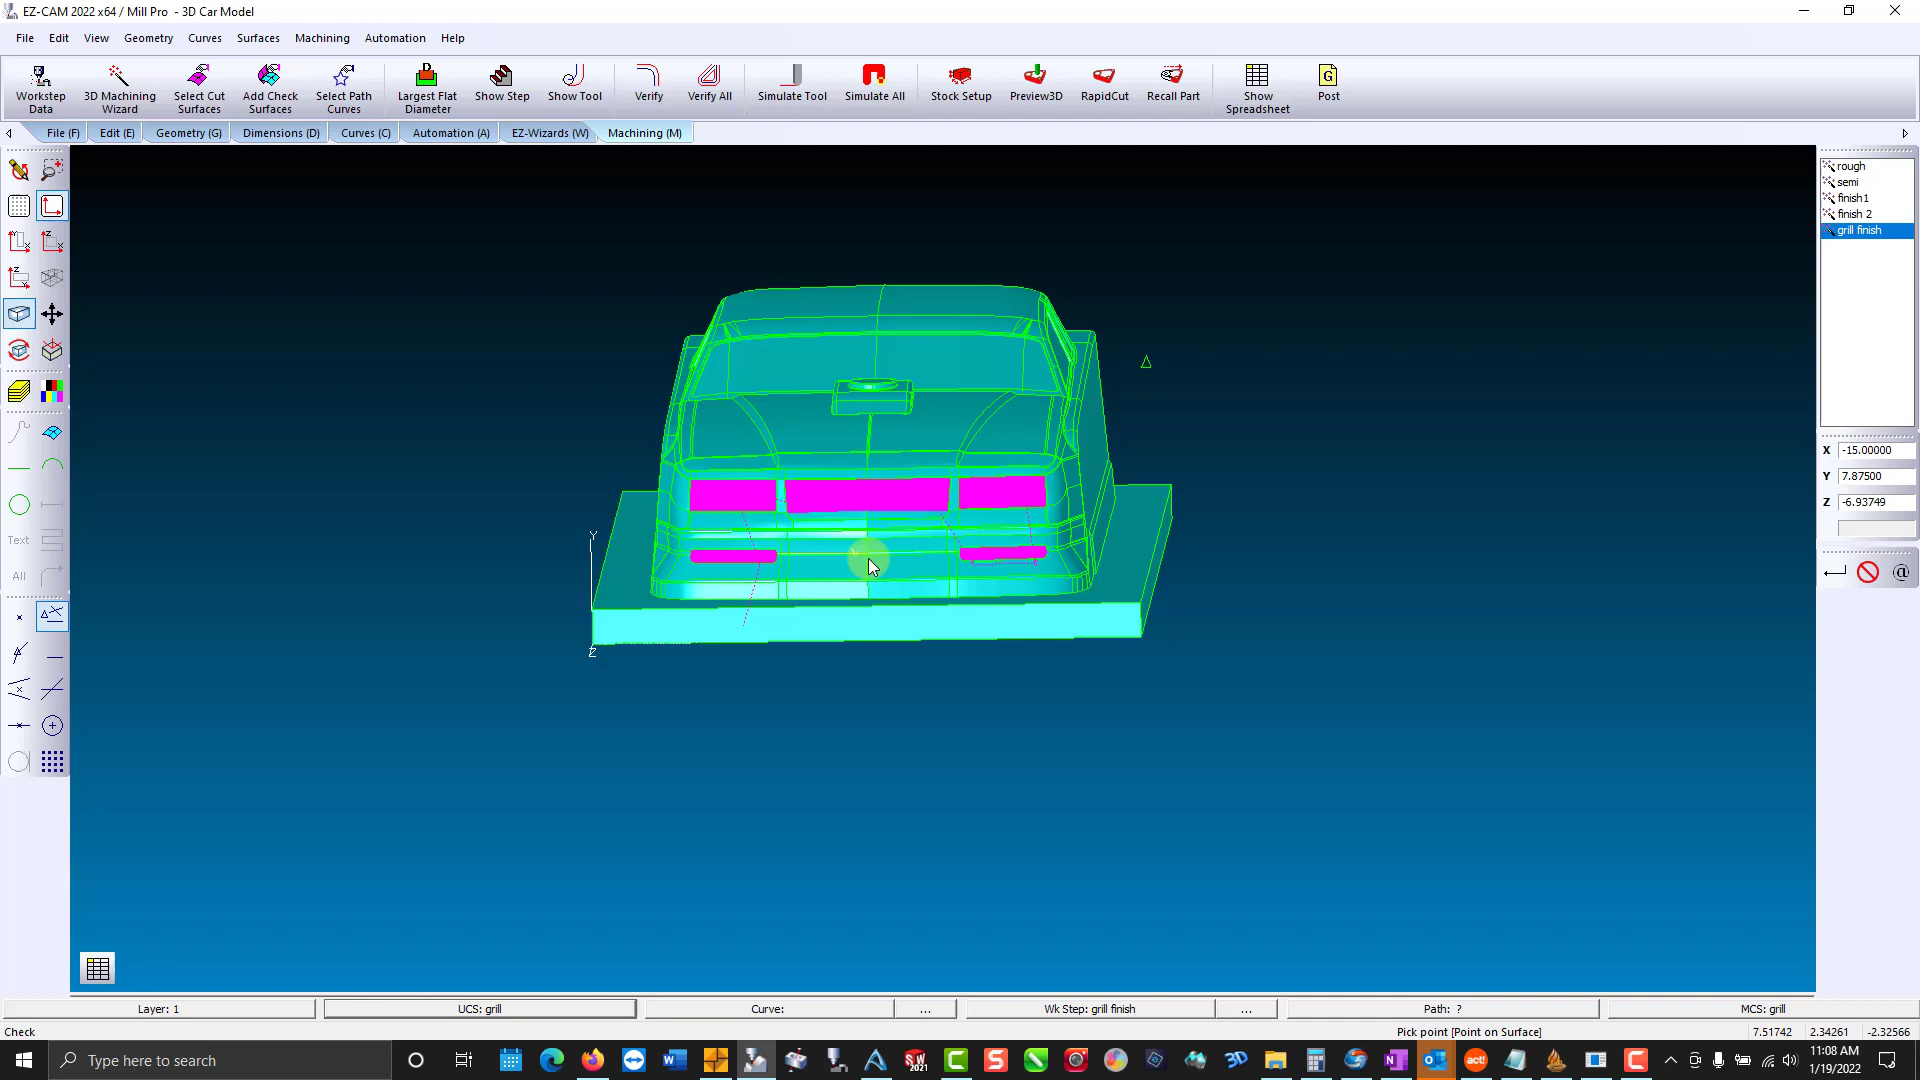 EZ-CAM 2022 x64 / Mill Pro - 3D Car Model
File Edit View Geometry Curves Surfaces Machining Automation Help
Workstep Data
3D Machining Wizard
Select Cut Surfaces
Add Check Surfaces
Select Path Curves
Largest Flat Diameter
Show Step
Show Tool
Verify
Verify All
Simulate Tool
Simulate All
Stock Setup
Preview3D
RapidCut
Recall Part
Show Spreadsheet
Post
File (F) Edit (E) Geometry (G) Dimensions (D) Curves (C) Automation (A) EZ-Wizards (W) Machining (M)
rough
semi
finish1
finish 2
grill finish
X -15.00000
Y 7.87500
Z -6.93749
Text
All
Y
Z
Layer: 1 UCS: grill Curve: ... Wk Step: grill finish ... Path: ? MCS: grill
Check Pick point [Point on Surface] 7.51742 2.34261 -2.32566
Type here to search
11:08 AM
1/19/2022